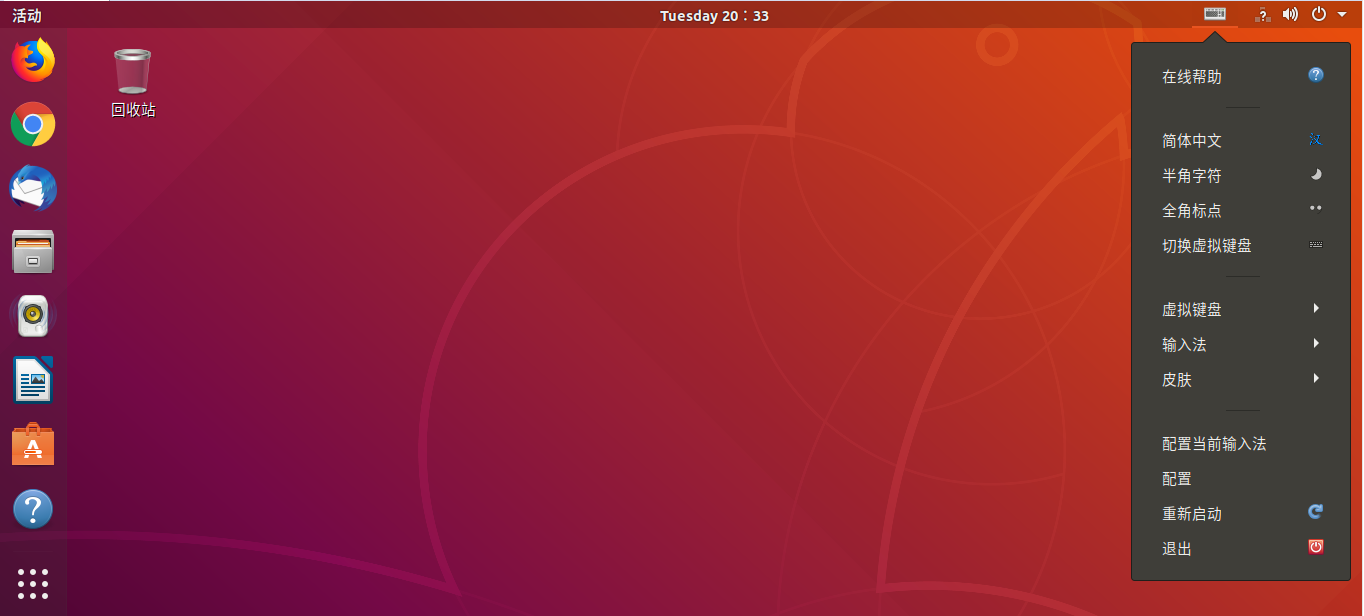 活动
Tuesday 20：33
回收站
在线帮助
简体中文
半角字符
全角标点
切换虚拟键盘
虚拟键盘
输入法
皮肤
配置当前输入法
配置
重新启动
退出